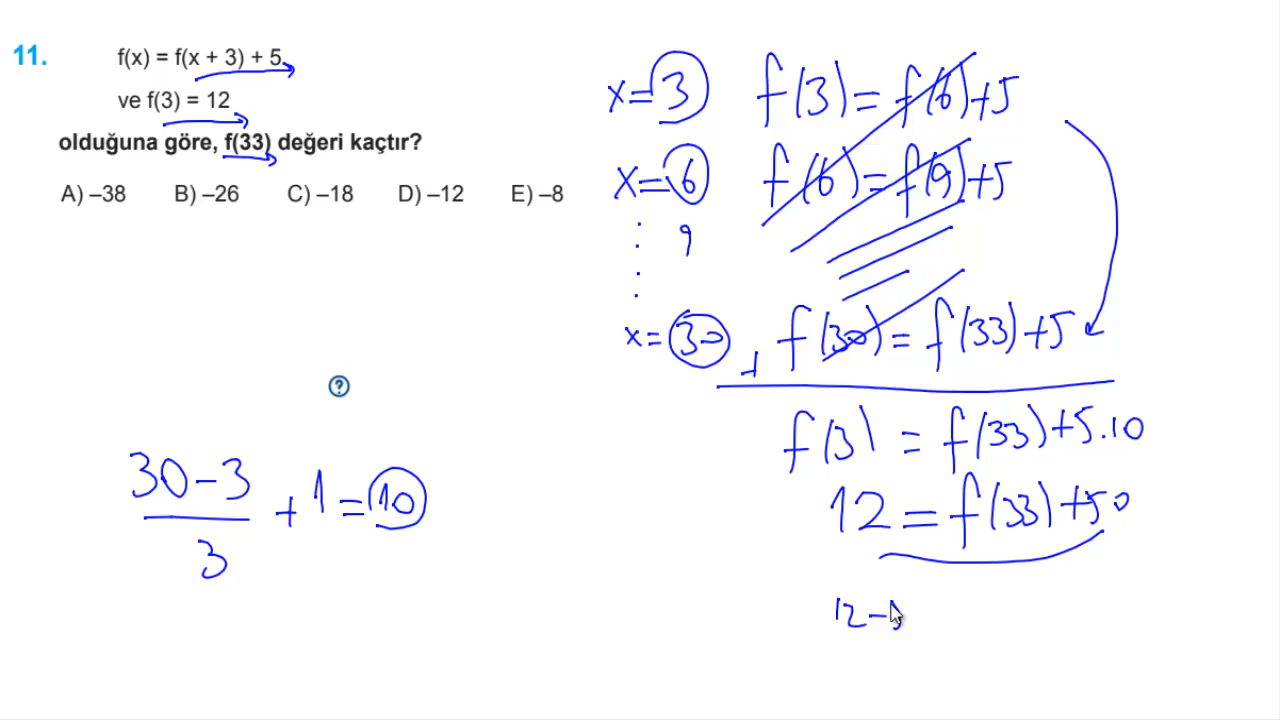 11. f(x) = f(x + 3) + 5
ve f(3) = 12
olduğuna göre, f(33) değeri kaçtır?
A) –38 B) –26 C) –18 D) –12 E) –8
x=3 f(3)=f(6)+5
x=6 f(6)=f(9)+5
: 9
:
x=30 + f(30)=f(33)+5
f(3) = f(33)+5.10
12 = f(33)+50
12-
30-3
3
+1=10
?